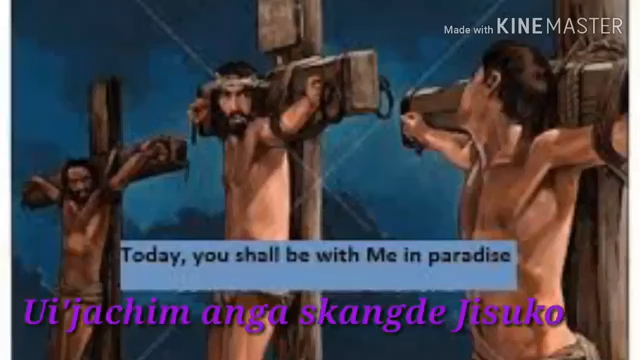 Made with KINEMASTER
Today, you shall be with Me in paradise
Ui'jachim anga skangde Jisuko